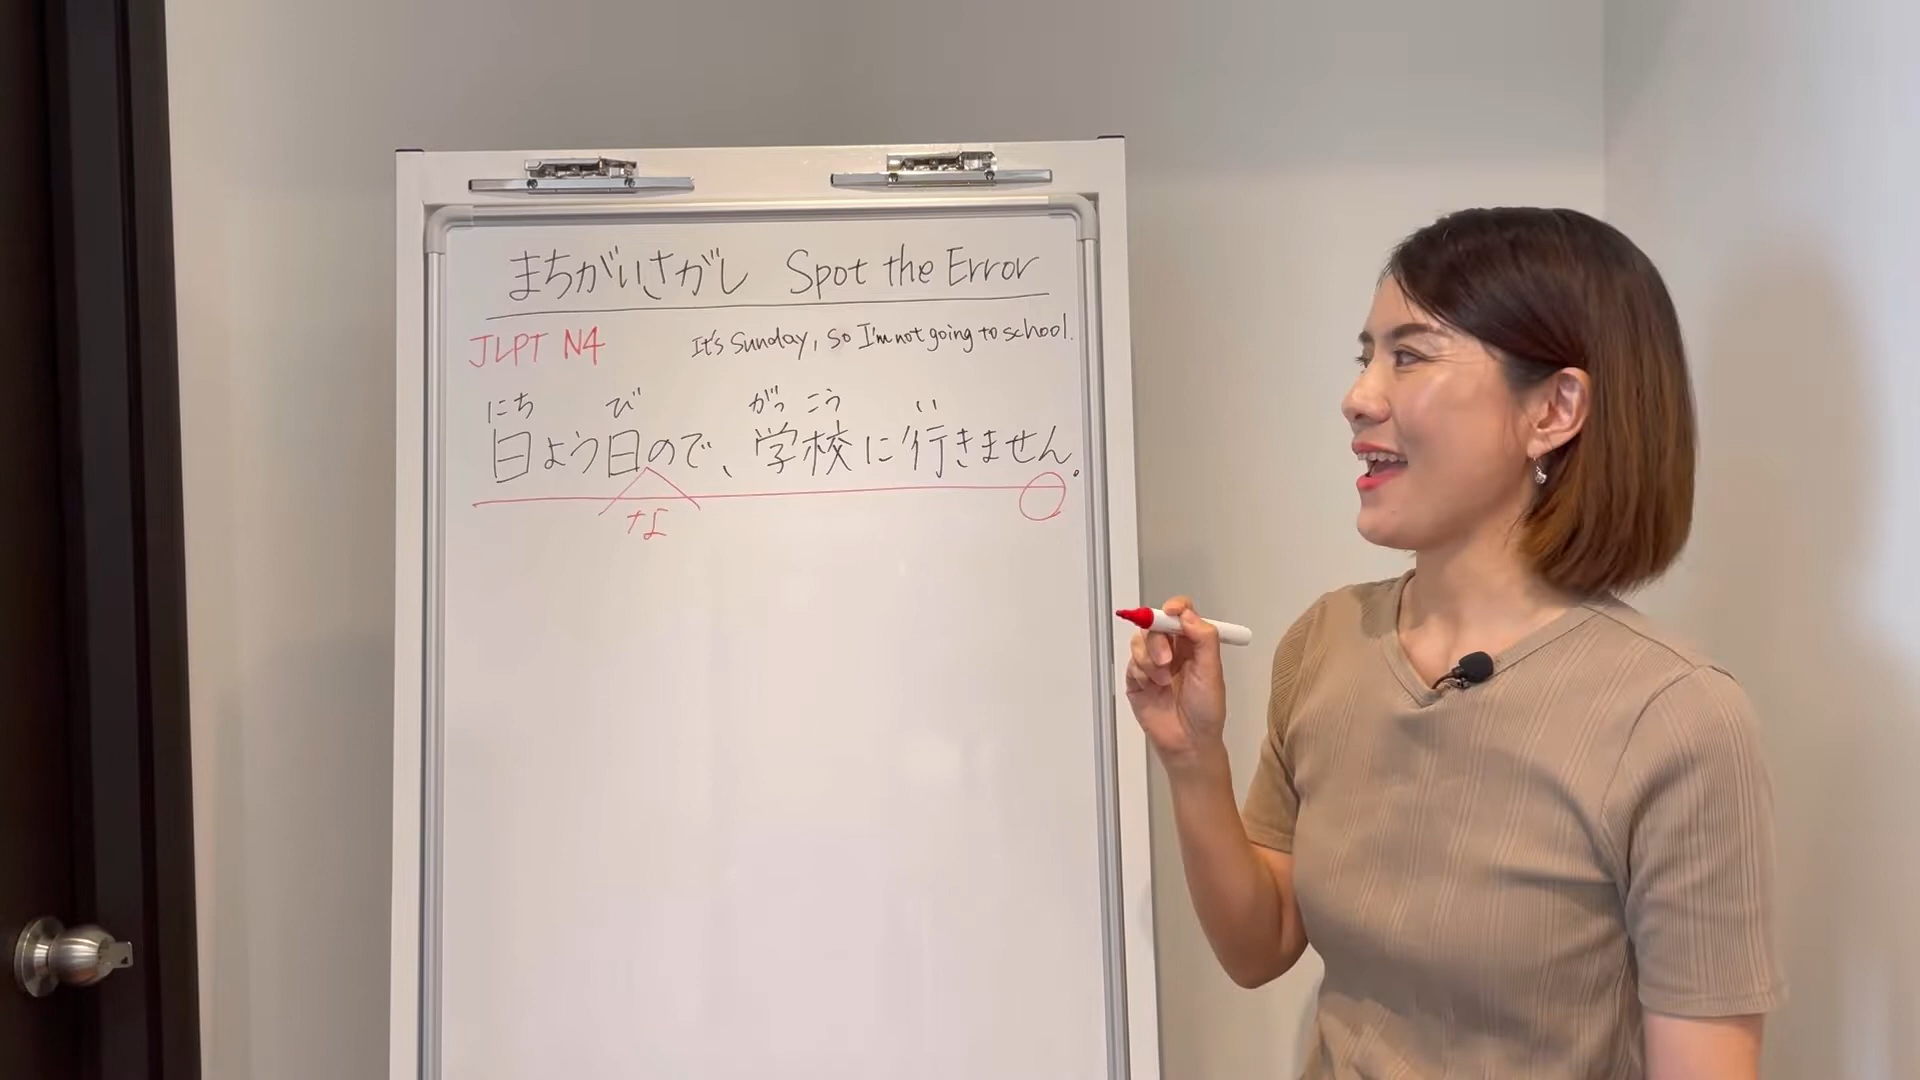 まちがいさがし Spot the Error
JLPT N4 It's Sunday, so I'm not going to school.
にち び がっ こう い
日よう日ので、学校に行きません。
な